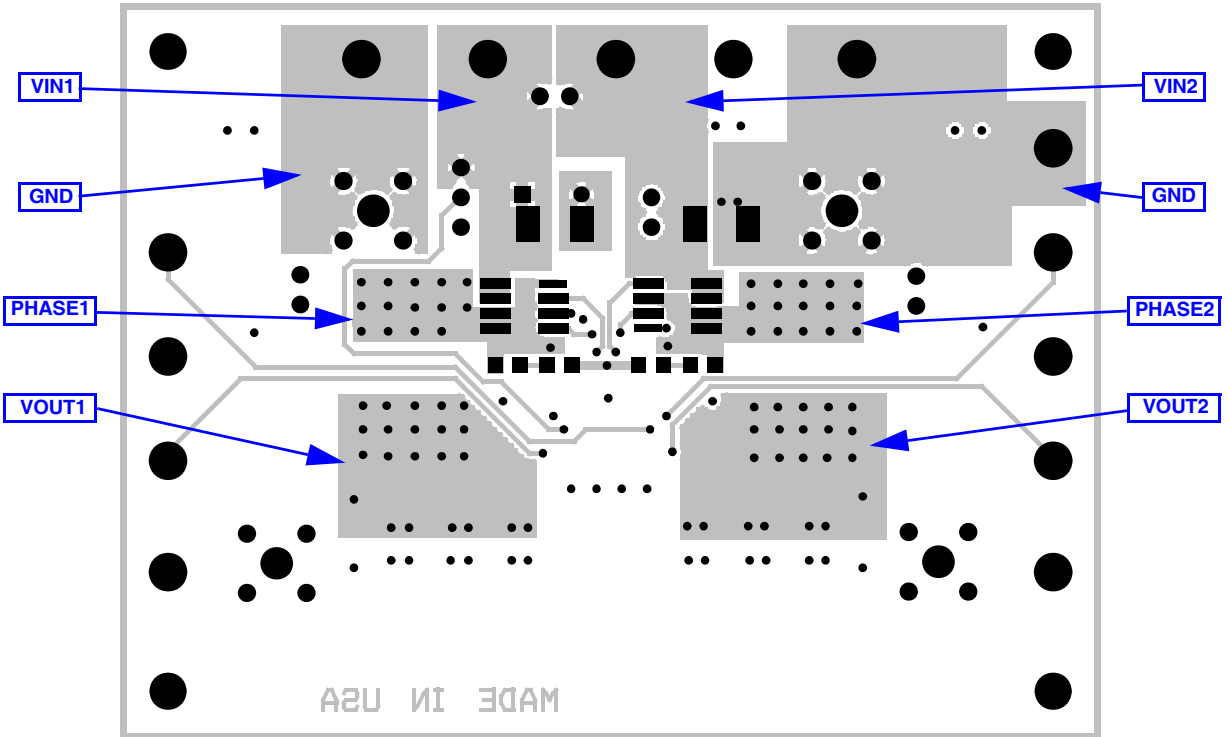 VIN1
VIN2
GND
GND
PHASE1
PHASE2
VOUT1
VOUT2
MADE IN USA